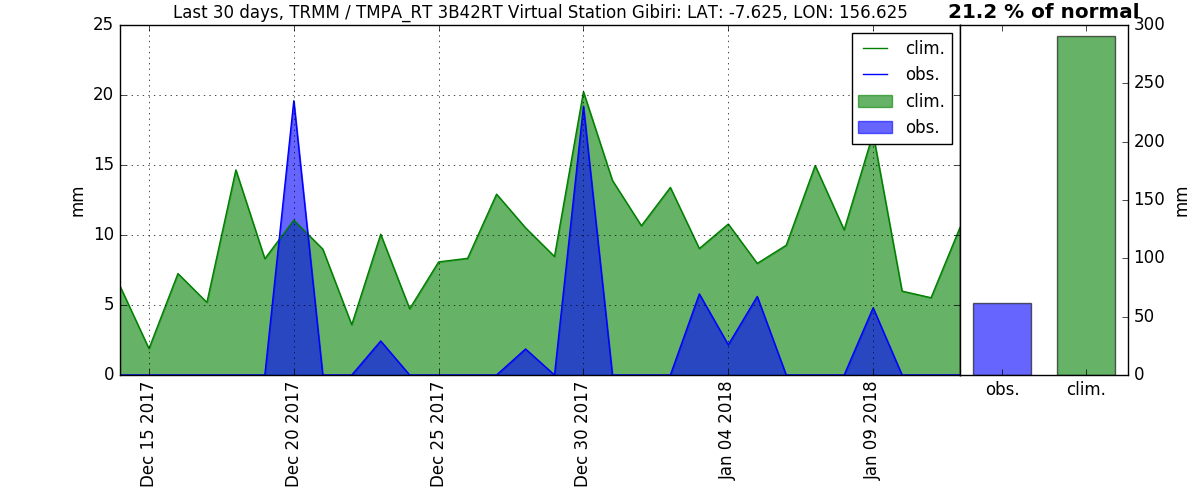 Last 30 days, TRMM / TMPA_RT 3B42RT Virtual Station Gibiri: LAT: -7.625, LON: 156.625
21.2 % of normal
25
20
15
10
5
0
mm
clim.
obs.
clim.
obs.
Dec 15 2017
Dec 20 2017
Dec 25 2017
Dec 30 2017
Jan 04 2018
Jan 09 2018
300
250
200
150
100
50
0
mm
obs.
clim.